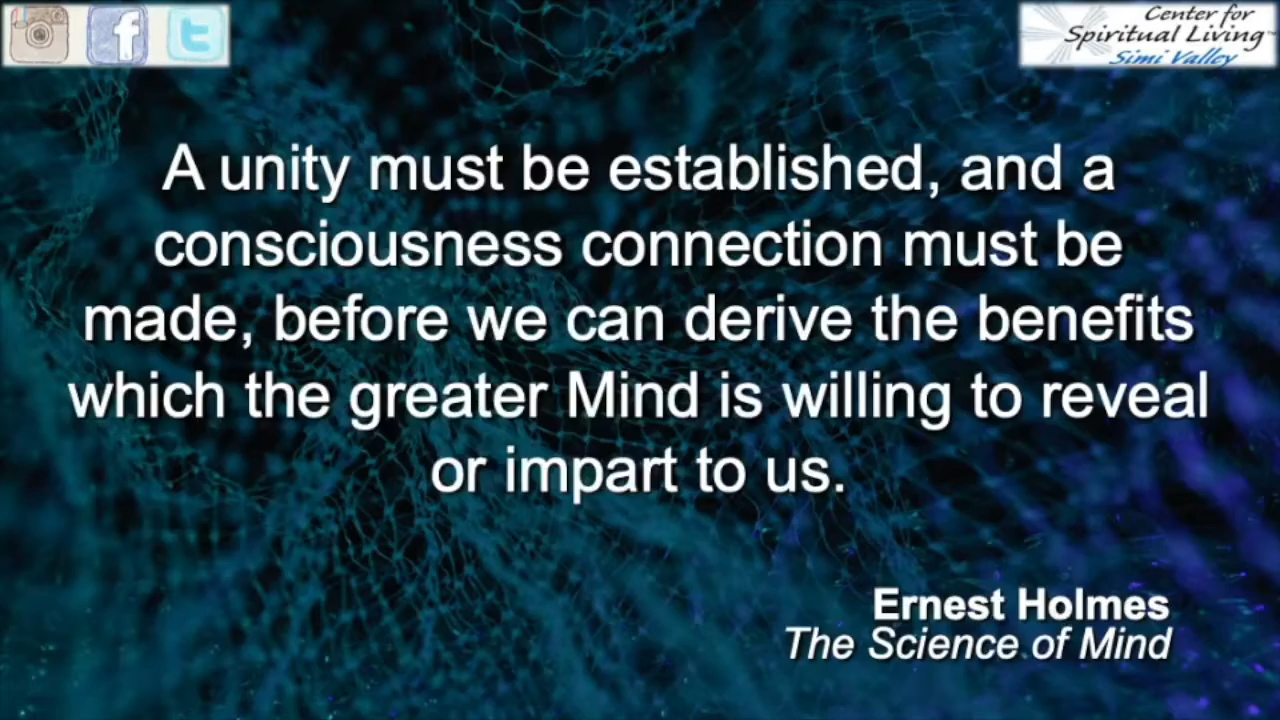 Center for
Spiritual Living™
Simi Valley
A unity must be established, and a
consciousness connection must be
made, before we can derive the benefits
which the greater Mind is willing to reveal
or impart to us.
Ernest Holmes
The Science of Mind